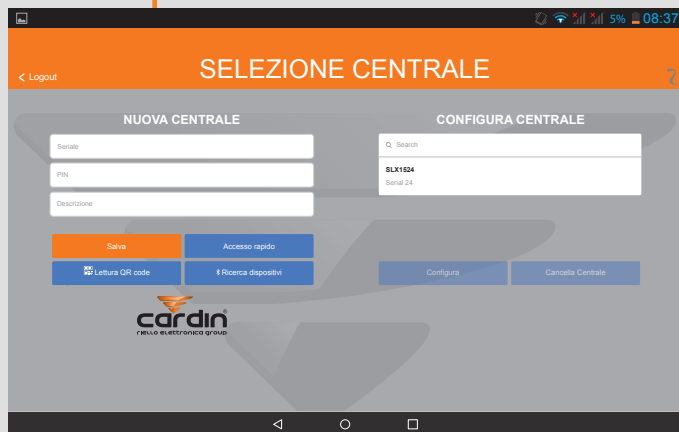 5% 08:37
Logout
SELEZIONE CENTRALE
NUOVA CENTRALE
Seriale
PIN
Descrizione
Salva
Accesso rapido
Lettura QR code
Ricerca dispositivi
cardin®
riello elettronica group
CONFIGURA CENTRALE
Search
SLX1524
Serial 24
Configura
Cancella Centrale